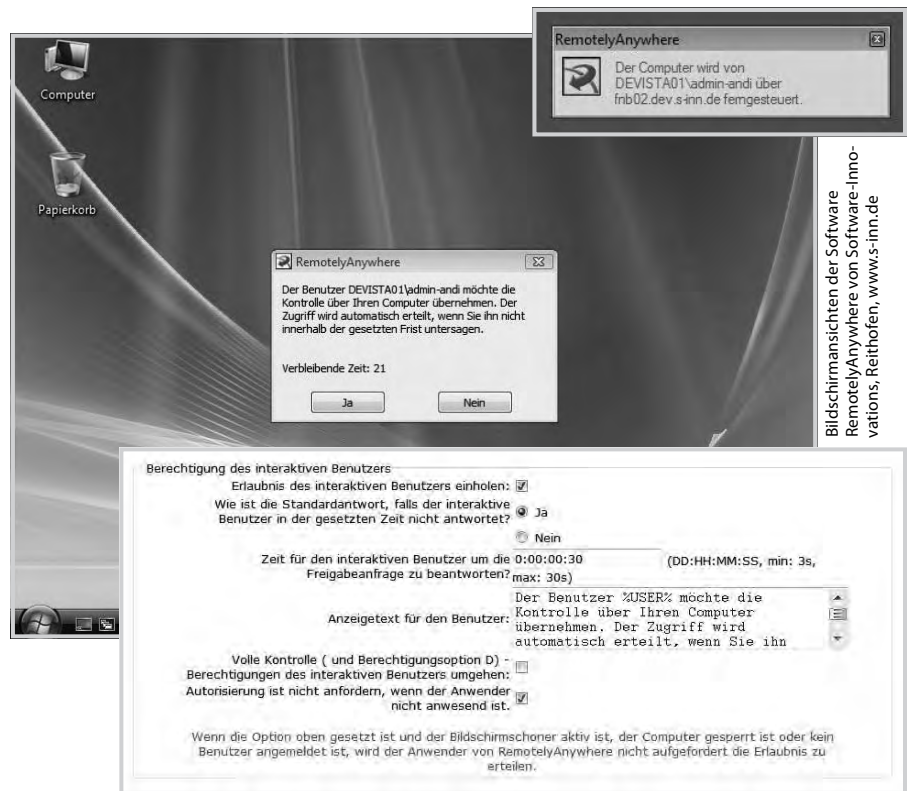 RemotelyAnywhere
Der Computer wird von
DEVISTA01\admin-andi über
fnb02.dev.s-inn.de ferngesteuert.
Computer
Papierkorb
RemotelyAnywhere
Der Benutzer DEVISTA01\admin-andi möchte die
Kontrolle über Ihren Computer übernehmen. Der
Zugriff wird automatisch erteilt, wenn Sie ihn nicht
innerhalb der gesetzten Frist untersagen.
Verbleibende Zeit: 21
Ja
Nein
Bildschirmansichten der Software
RemotelyAnywhere von Software-Inno-
vations, Reithofen, www.s-inn.de
Berechtigung des interaktiven Benutzers
Erlaubnis des interaktiven Benutzers einholen:
Wie ist die Standardantwort, falls der interaktive
Benutzer in der gesetzten Zeit nicht antwortet?
Ja
Nein
Zeit für den interaktiven Benutzer um die
Freigabeanfrage zu beantworten?
0:00:00:30 (DD:HH:MM:SS, min: 3s,
max: 30s)
Anzeigetext für den Benutzer:
Der Benutzer %USER% möchte die
Kontrolle über Ihren Computer
übernehmen. Der Zugriff wird
automatisch erteilt, wenn Sie ihn
Volle Kontrolle ( und Berechtigungsoption D) -
Berechtigungen des interaktiven Benutzers umgehen:
Autorisierung ist nicht anfordern, wenn der Anwender
nicht anwesend ist.
Wenn die Option oben gesetzt ist und der Bildschirmschoner aktiv ist, der Computer gesperrt ist oder kein
Benutzer angemeldet ist, wird der Anwender von RemotelyAnywhere nicht aufgefordert die Erlaubnis zu
erteilen.